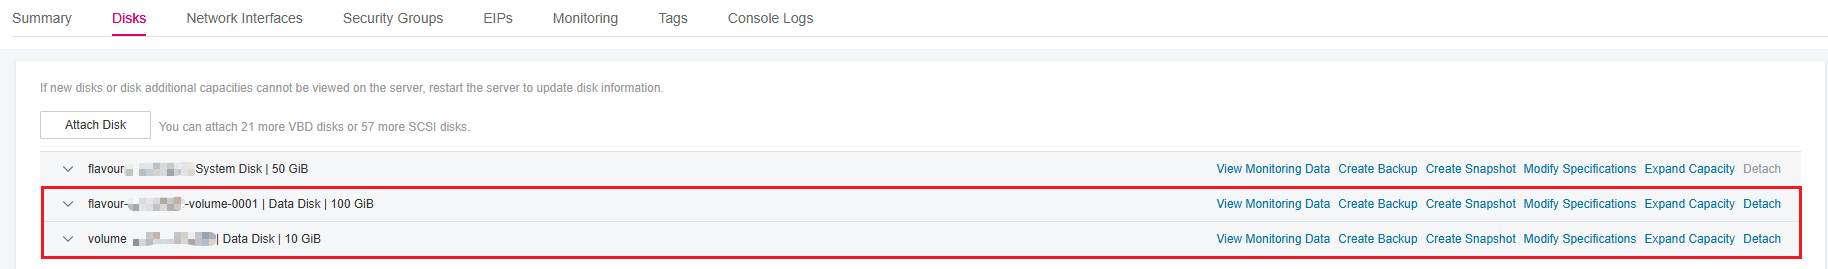 Summary Disks Network Interfaces Security Groups EIPs Monitoring Tags Console Logs
If new disks or disk additional capacities cannot be viewed on the server, restart the server to update disk information.
Attach Disk You can attach 21 more VBD disks or 57 more SCSI disks.
flavour System Disk | 50 GiB View Monitoring Data Create Backup Create Snapshot Modify Specifications Expand Capacity Detach
flavour- -volume-0001 | Data Disk | 100 GiB View Monitoring Data Create Backup Create Snapshot Modify Specifications Expand Capacity Detach
volume | Data Disk | 10 GiB View Monitoring Data Create Backup Create Snapshot Modify Specifications Expand Capacity Detach